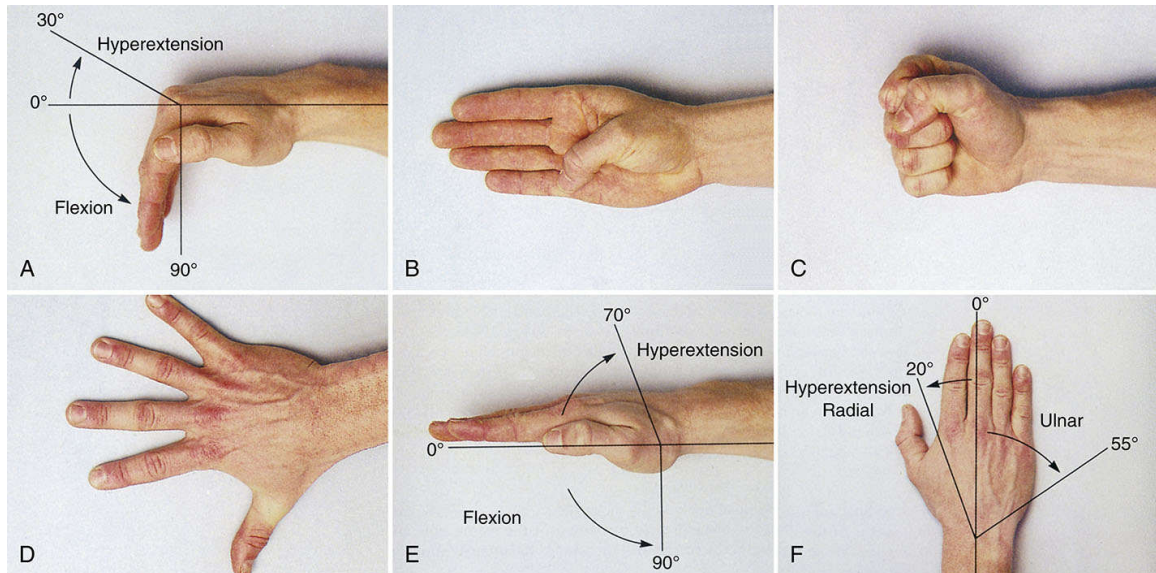 30°
Hyperextension
0°
Flexion
90°
A
B
C
D
70°
Hyperextension
0°
Flexion
90°
E
0°
20°
Hyperextension
Radial
Ulnar
55°
F